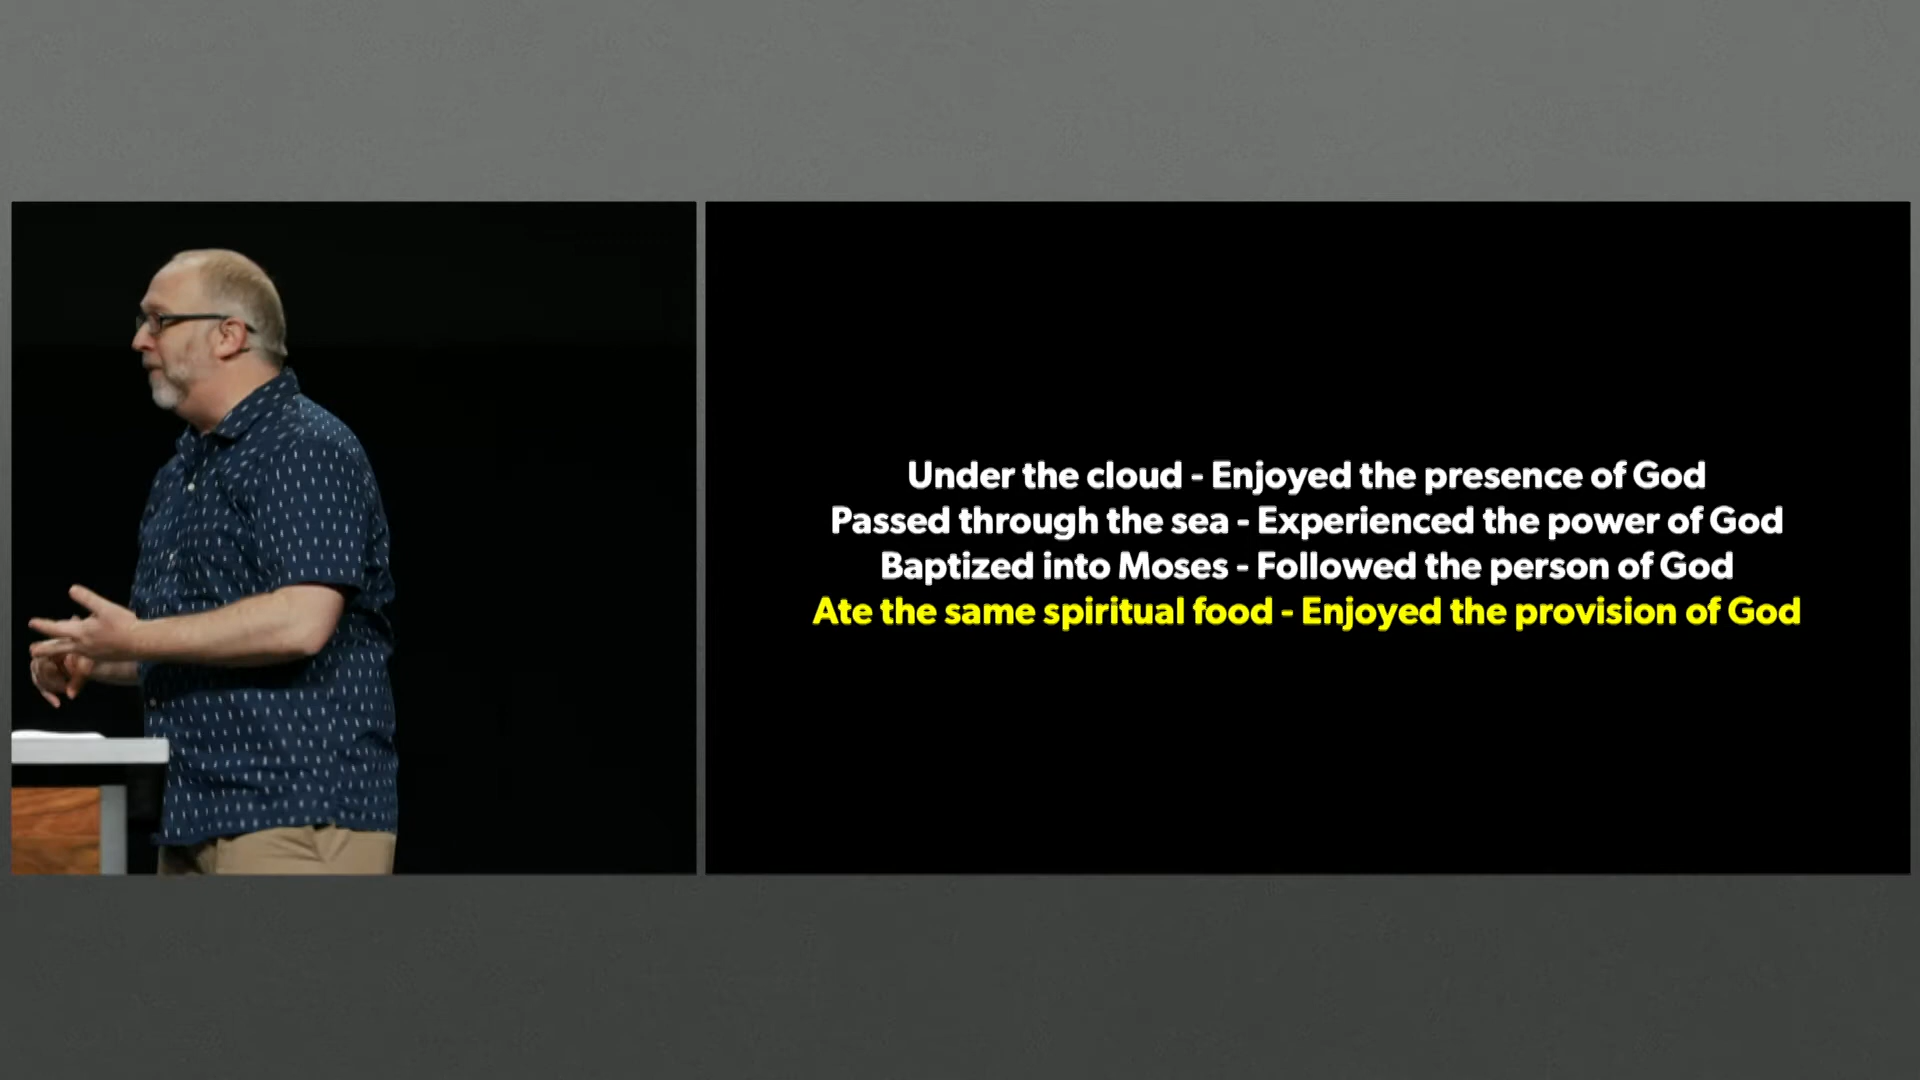 Under the cloud - Enjoyed the presence of God
Passed through the sea - Experienced the power of God
Baptized into Moses - Followed the person of God
Ate the same spiritual food - Enjoyed the provision of God